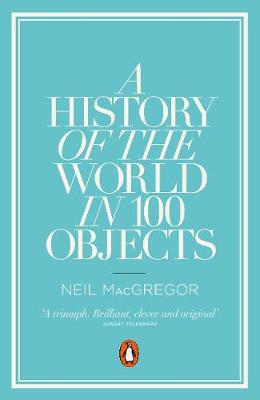 A
HISTORY
OF THE
WORLD
IN 100
OBJECTS
NEIL MACGREGOR
‘A triumph. Brilliant, clever and original’
SUNDAY TELEGRAPH